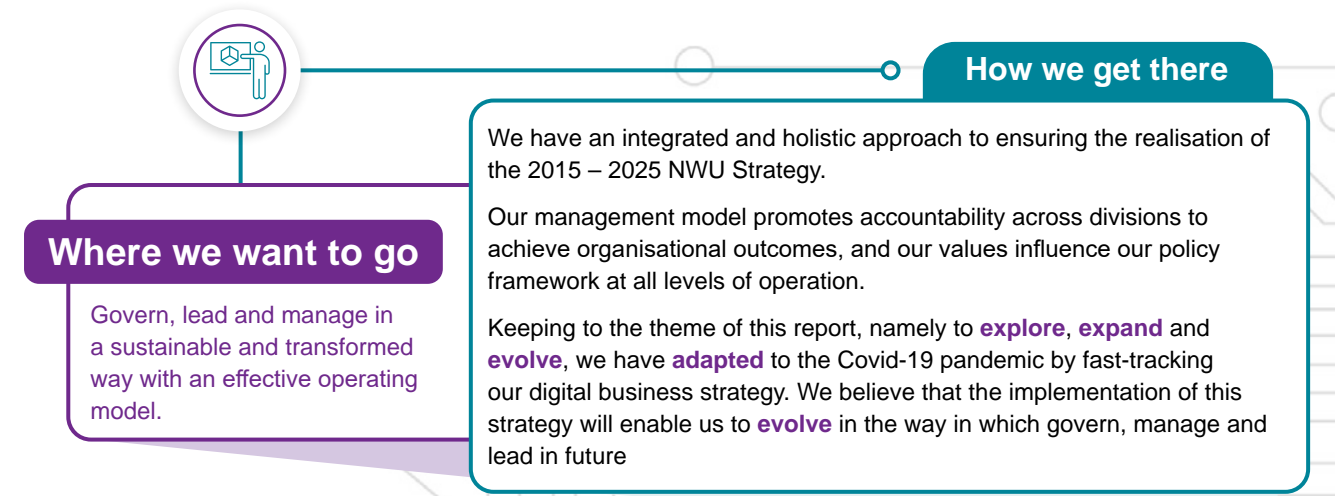 Where we want to go
Govern, lead and manage in
a sustainable and transformed
way with an effective operating
model.
How we get there
We have an integrated and holistic approach to ensuring the realisation of
the 2015 – 2025 NWU Strategy.
Our management model promotes accountability across divisions to
achieve organisational outcomes, and our values influence our policy
framework at all levels of operation.
Keeping to the theme of this report, namely to explore, expand and
evolve, we have adapted to the Covid-19 pandemic by fast-tracking
our digital business strategy. We believe that the implementation of this
strategy will enable us to evolve in the way in which govern, manage and
lead in future